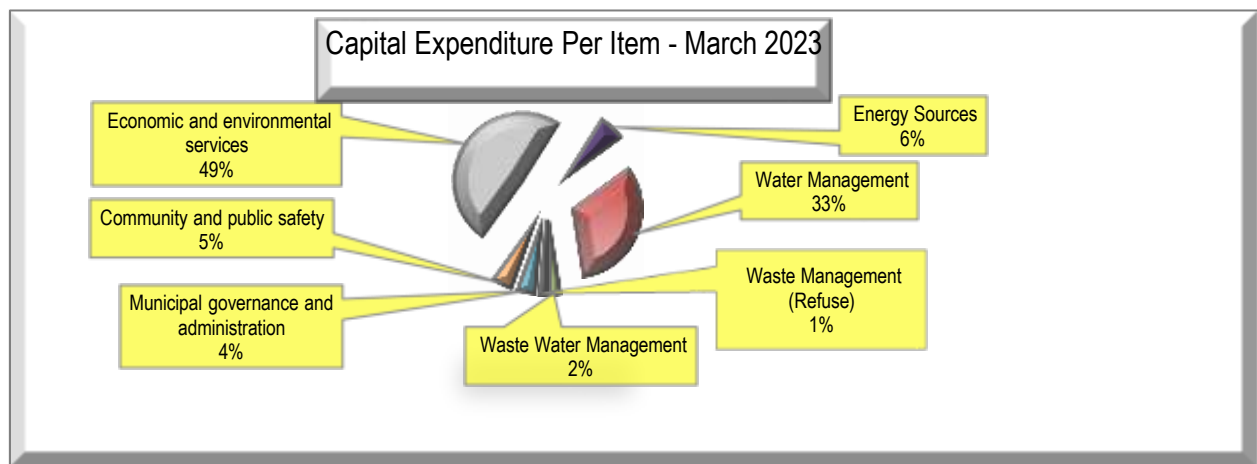 Capital Expenditure Per Item - March 2023
Economic and environmental
services
49%
Energy Sources
6%
Water Management
33%
Community and public safety
5%
Waste Management
(Refuse)
1%
Municipal governance and
administration
4%
Waste Water Management
2%